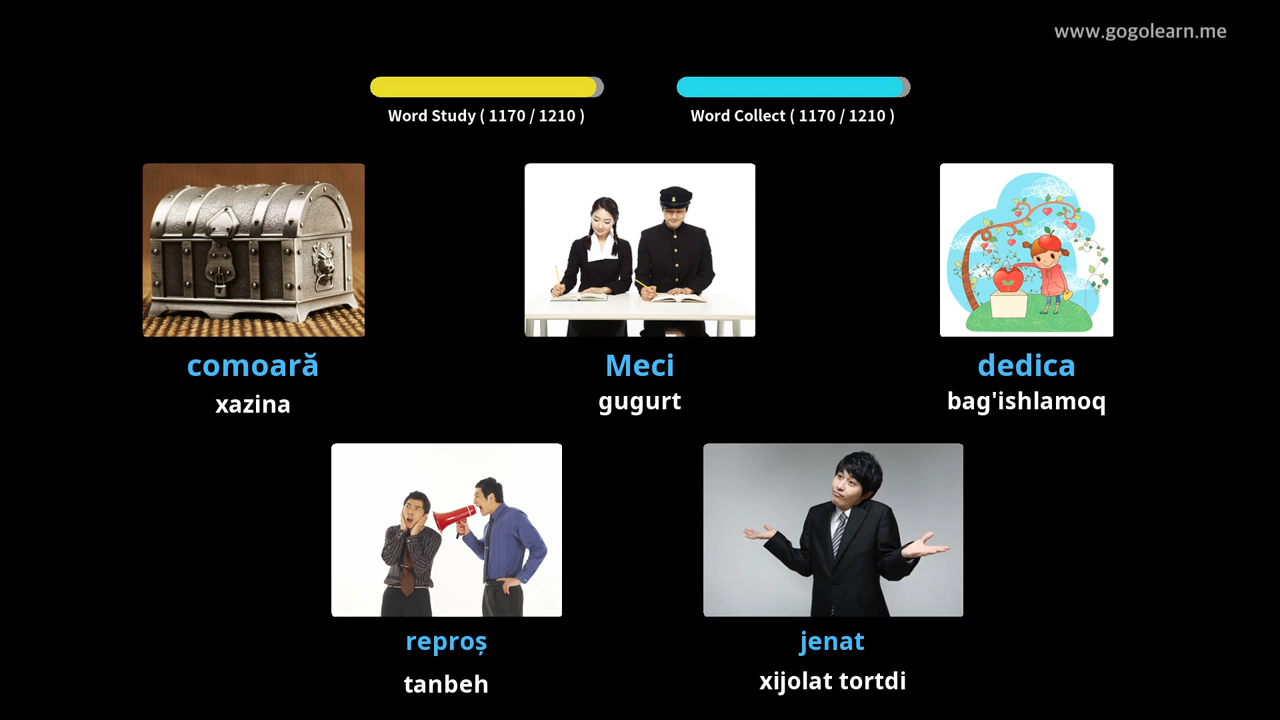 www.gogolearn.me
Word Study ( 1170 / 1210 )
Word Collect ( 1170 / 1210 )
comoară
Meci
dedica
xazina
gugurt
bag'ishlamoq
reproș
jenat
tanbeh
xijolat tortdi